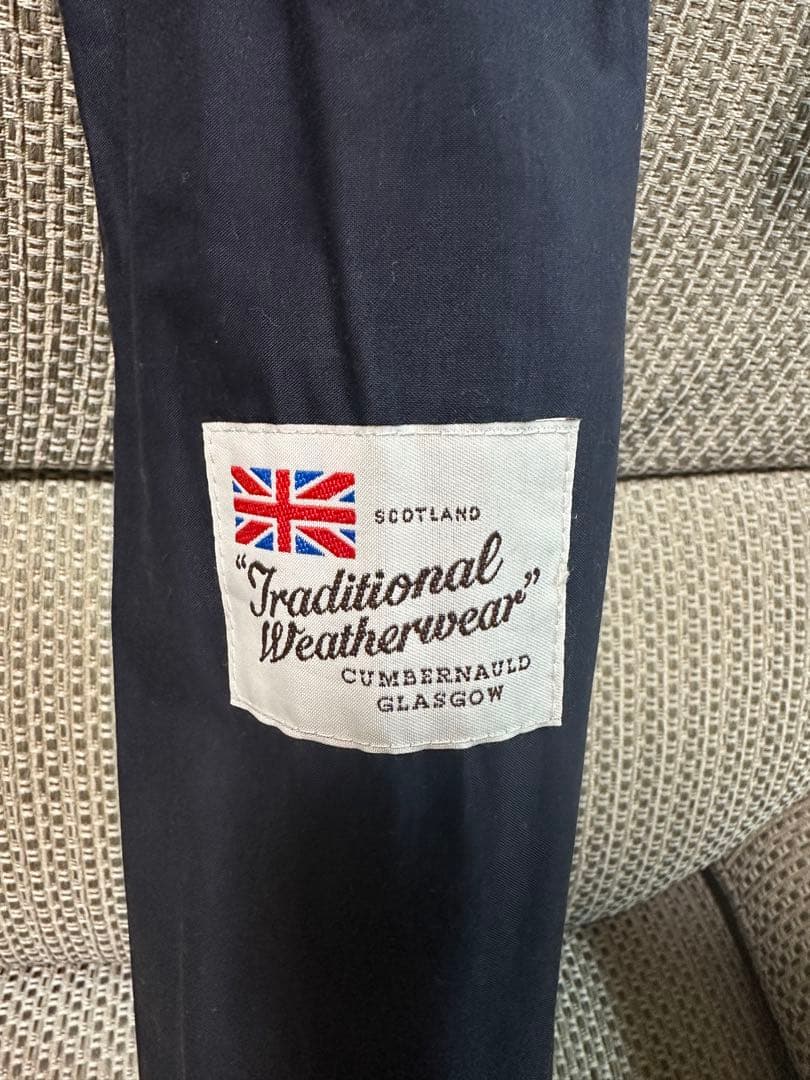 SCOTLAND
“Traditional
Weatherwear”
CUMBERNAULD
GLASGOW